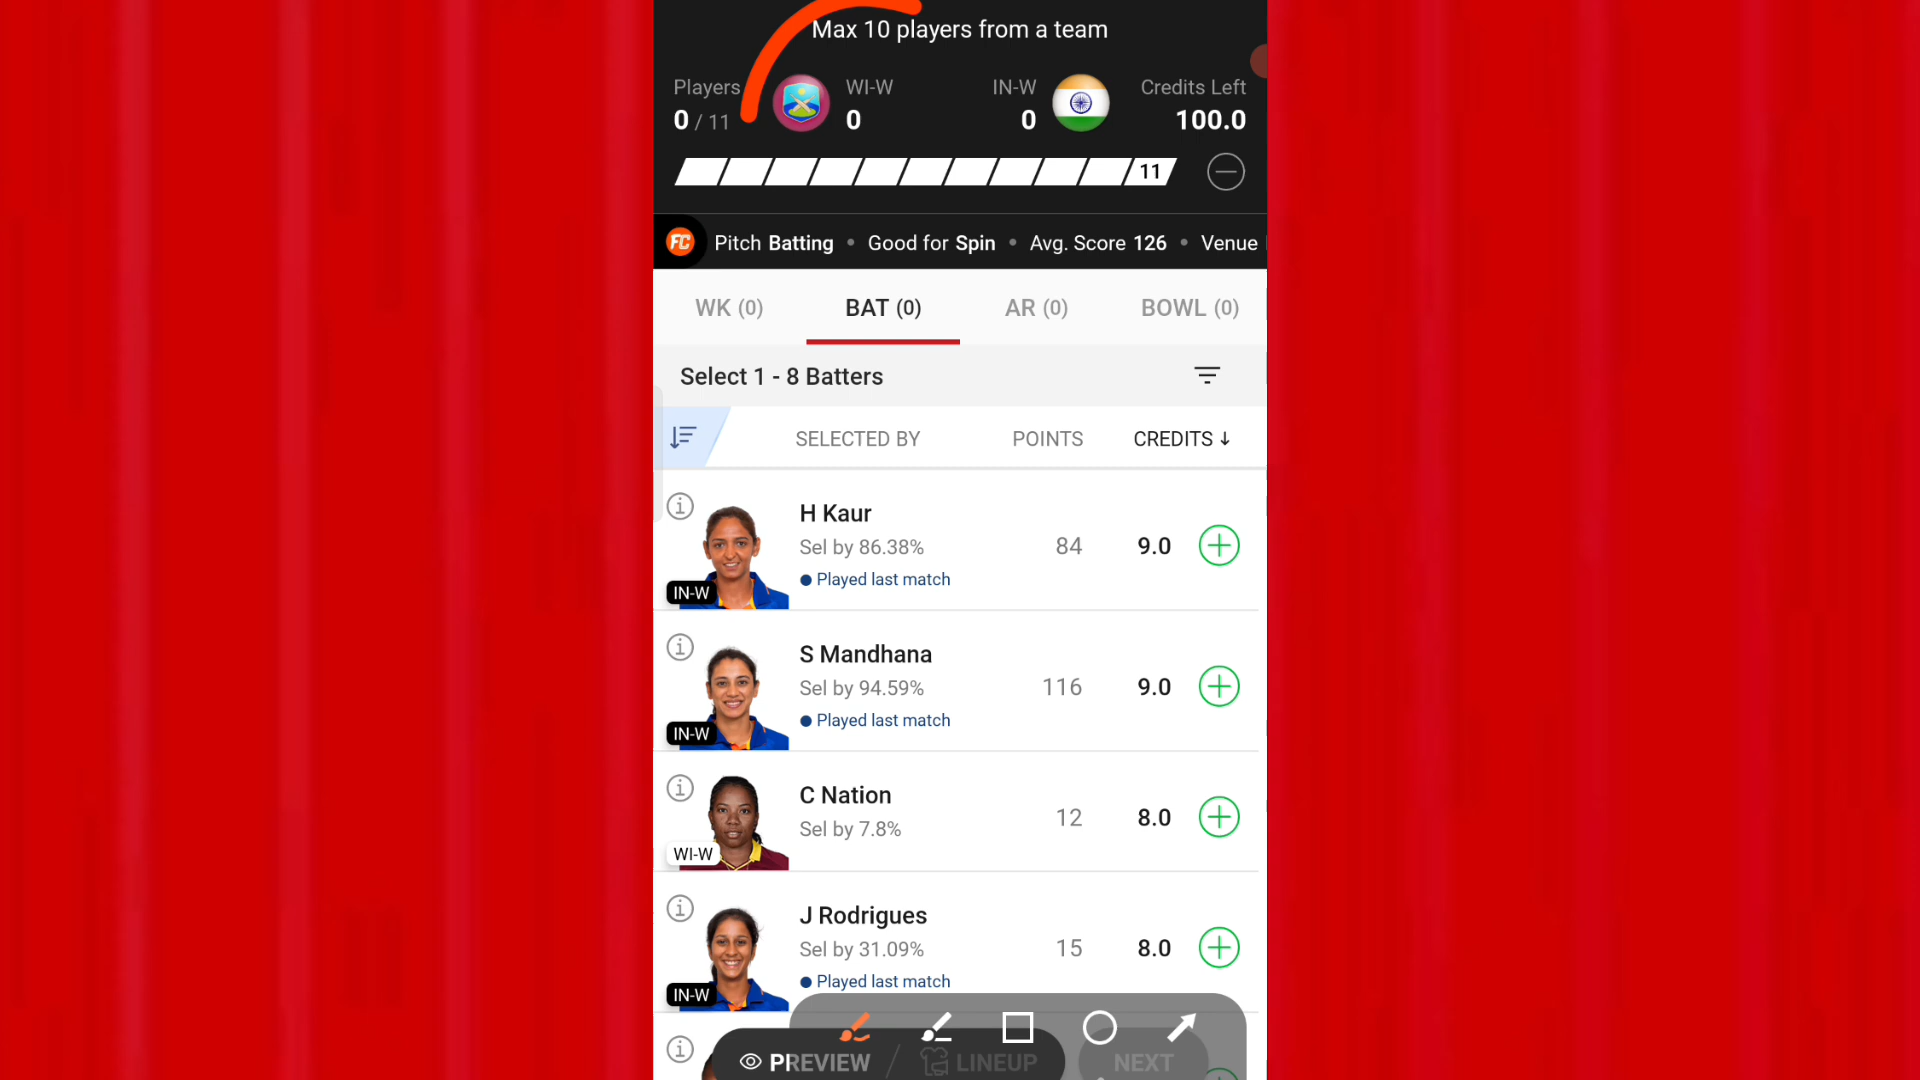 Max 10 players from a team
Players WI-W IN-W Credits Left
0 / 11 0 0 100.0
11
FC Pitch Batting • Good for Spin • Avg. Score 126 • Venue
WK (0) BAT (0) AR (0) BOWL (0)
Select 1 - 8 Batters
SELECTED BY POINTS CREDITS ↓
H Kaur
Sel by 86.38% 84 9.0
Played last match
IN-W
S Mandhana
Sel by 94.59% 116 9.0
Played last match
IN-W
C Nation
Sel by 7.8% 12 8.0
WI-W
J Rodrigues
Sel by 31.09% 15 8.0
Played last match
IN-W
PREVIEW / LINEUP NEXT